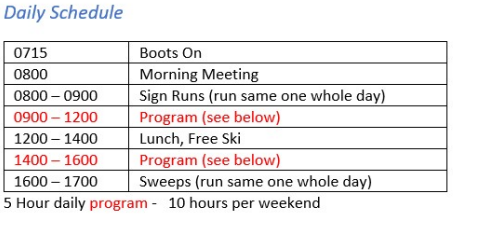 Daily Schedule
0715 Boots On
0800 Morning Meeting
0800 – 0900 Sign Runs (run same one whole day)
0900 – 1200 Program (see below)
1200 – 1400 Lunch, Free Ski
1400 – 1600 Program (see below)
1600 – 1700 Sweeps (run same one whole day)
5 Hour daily program - 10 hours per weekend